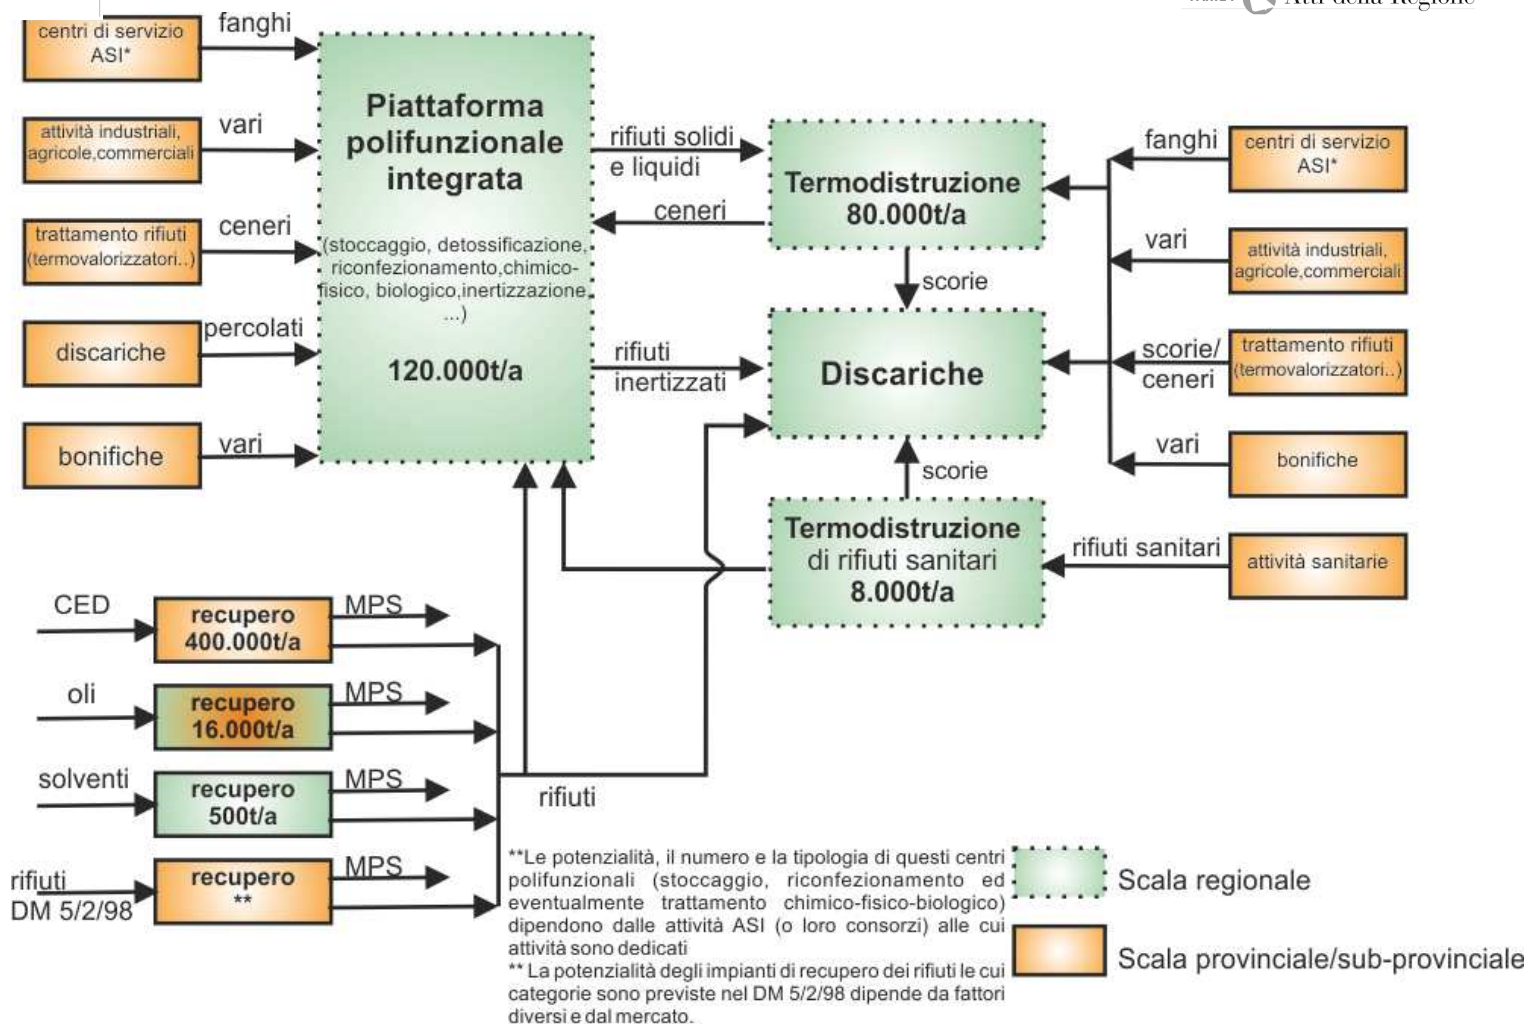 Atti della Regione
centri di servizio
ASI*
fanghi
attività industriali,
agricole,commerciali
vari
trattamento rifiuti
(termovalorizzatori..)
ceneri
discariche
percolati
bonifiche
vari
Piattaforma
polifunzionale
integrata
(stoccaggio, detossificazione,
riconfezionamento,chimico-
fisico, biologico,inertizzazione,
...)
120.000t/a
rifiuti solidi
e liquidi
ceneri
rifiuti
inertizzati
Termodistruzione
80.000t/a
scorie
Discariche
scorie
Termodistruzione
di rifiuti sanitari
8.000t/a
fanghi
centri di servizio
ASI*
vari
attività industriali,
agricole,commerciali
scorie/
ceneri
trattamento rifiuti
(termovalorizzatori..)
vari
bonifiche
rifiuti sanitari
attività sanitarie
CED
recupero
400.000t/a
MPS
oli
recupero
16.000t/a
MPS
solventi
recupero
500t/a
MPS
rifiuti
DM 5/2/98
recupero
**
MPS
rifiuti
**Le potenzialità, il numero e la tipologia di questi centri
polifunzionali (stoccaggio, riconfezionamento ed
eventualmente trattamento chimico-fisico-biologico)
dipendono dalle attività ASI (o loro consorzi) alle cui
attività sono dedicati
** La potenzialità degli impianti di recupero dei rifiuti le cui
categorie sono previste nel DM 5/2/98 dipende da fattori
diversi e dal mercato.
Scala regionale
Scala provinciale/sub-provinciale